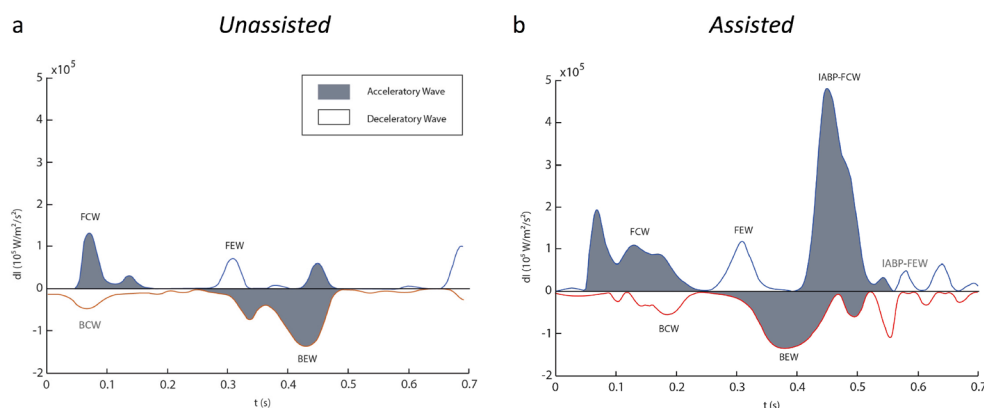 a
Unassisted
x10⁵
5
4
3
2
1
0
-1
-2
dI (10⁵ W/m²/s²)
Acceleratory Wave
Deceleratory Wave
FCW
FEW
BCW
BEW
0 0.1 0.2 0.3 0.4 0.5 0.6 0.7
t (s)
b
Assisted
x10⁵
5
4
3
2
1
0
-1
-2
dI (10⁵ W/m²/s²)
IABP-FCW
FCW
FEW
IABP-FEW
BCW
BEW
0 0.1 0.2 0.3 0.4 0.5 0.6 0.7
t (s)